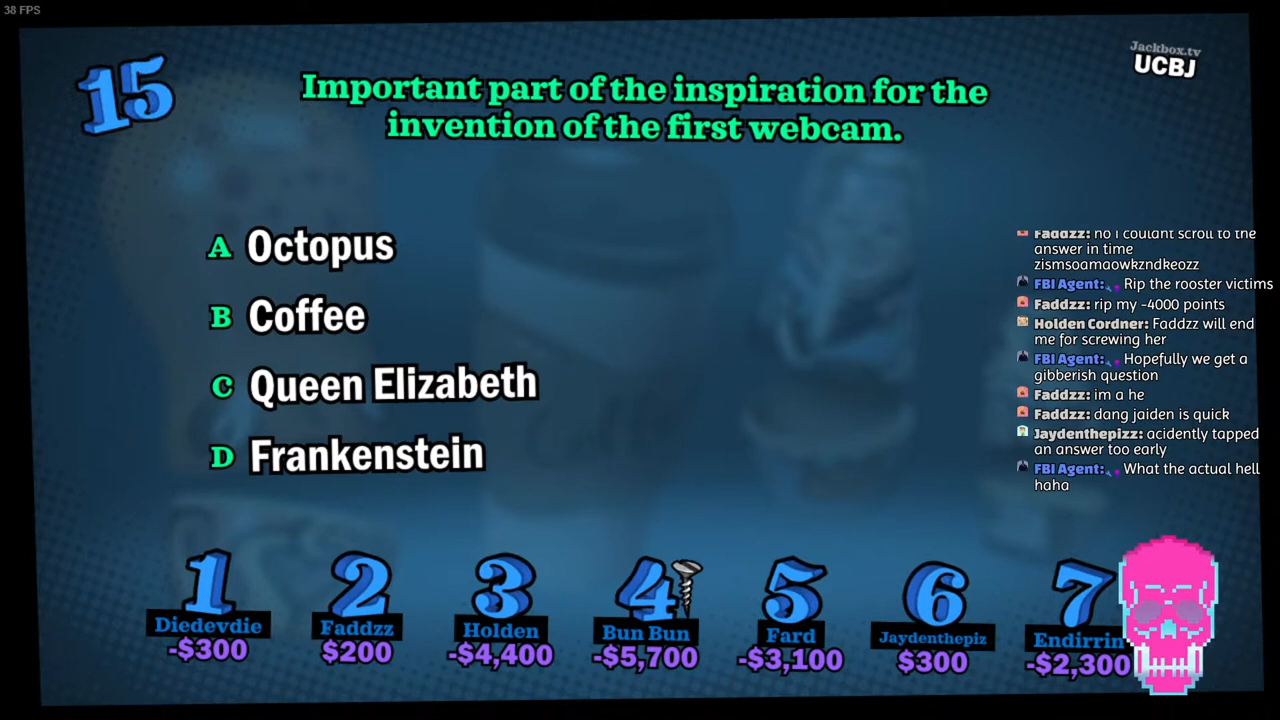 38 FPS
15
Important part of the inspiration for the
invention of the first webcam.
Jackbox.tv
UCBJ
A Octopus
B Coffee
C Queen Elizabeth
D Frankenstein
Faddzz: no i couldnt scroll to the
answer in time
zismsoamaowkzndkeozz
FBI Agent: Rip the rooster victims
Faddzz: rip my -4000 points
Holden Cordner: Faddzz will end
me for screwing her
FBI Agent: Hopefully we get a
gibberish question
Faddzz: im a he
Faddzz: dang jaiden is quick
Jaydenthepizz: acidently tapped
an answer too early
FBI Agent: What the actual hell
haha
1 2 3 4 5 6 7
Diedevdie Faddzz Holden Bun Bun Fard Jaydenthepiz Endirrin
-$300 $200 -$4,400 -$5,700 -$3,100 $300 -$2,300